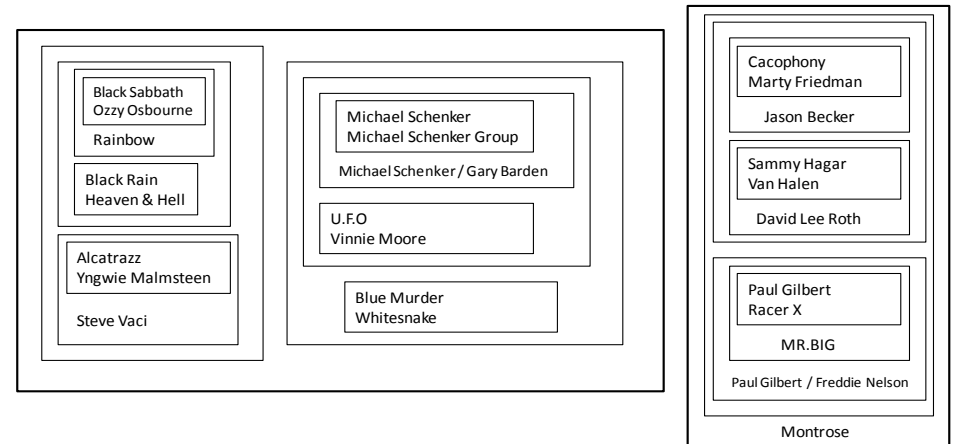 Black Sabbath
Ozzy Osbourne
Rainbow
Black Rain
Heaven & Hell
Alcatrazz
Yngwie Malmsteen
Steve Vaci
Michael Schenker
Michael Schenker Group
Michael Schenker / Gary Barden
U.F.O
Vinnie Moore
Blue Murder
Whitesnake
Cacophony
Marty Friedman
Jason Becker
Sammy Hagar
Van Halen
David Lee Roth
Paul Gilbert
Racer X
MR.BIG
Paul Gilbert / Freddie Nelson
Montrose